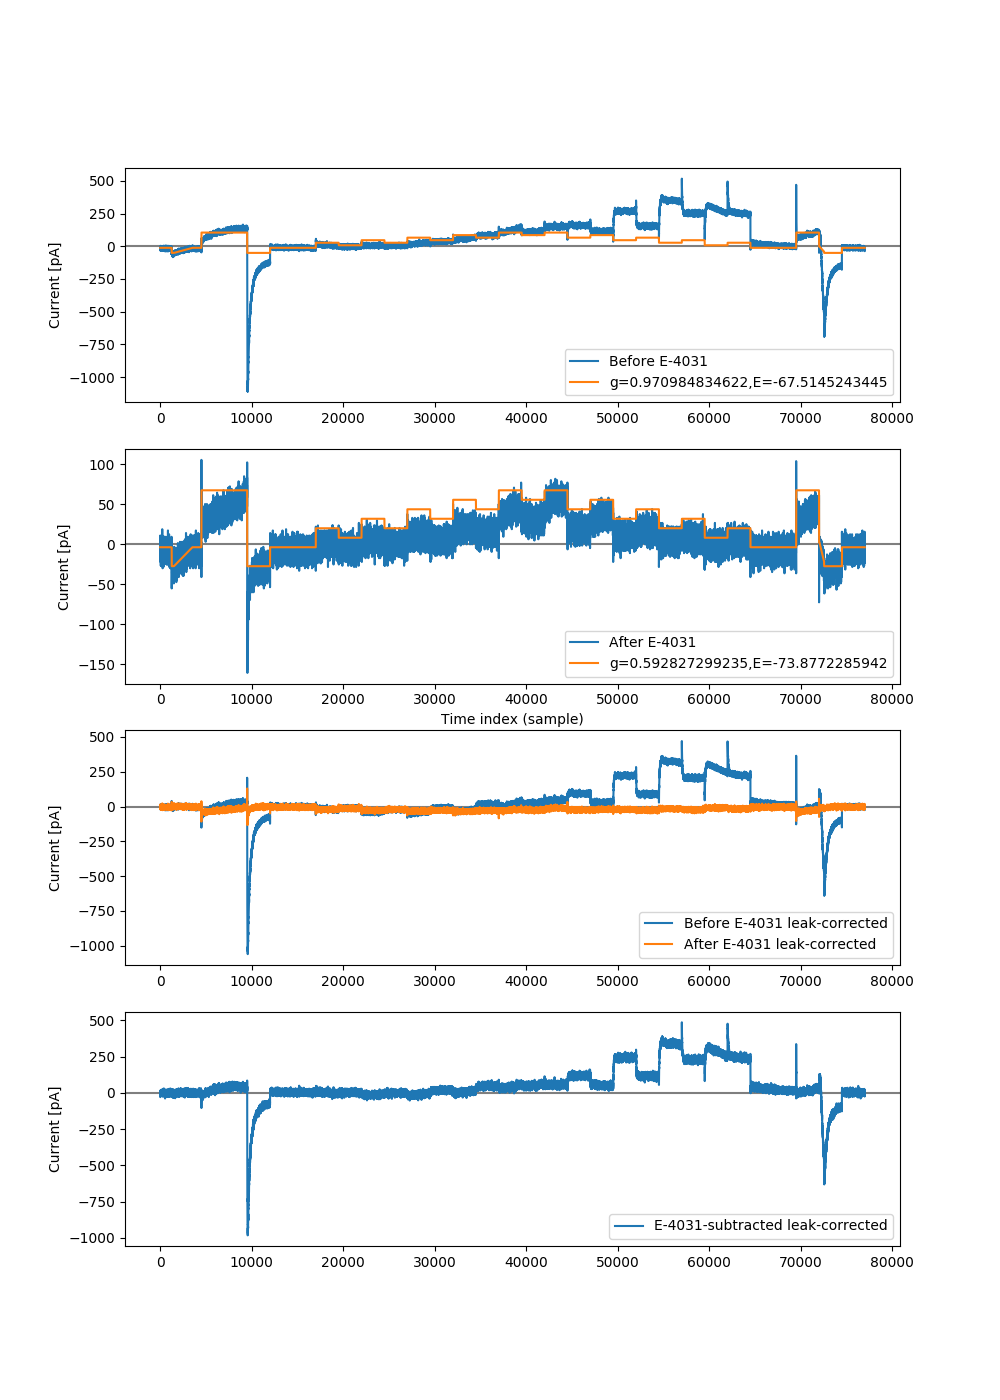 500
250
0
−250
−500
−750
−1000
Current [pA]
Before E-4031
g=0.970984834622,E=-67.5145243445
0 10000 20000 30000 40000 50000 60000 70000 80000
100
50
0
−50
−100
−150
Current [pA]
After E-4031
g=0.592827299235,E=-73.8772285942
0 10000 20000 30000 40000 50000 60000 70000 80000
Time index (sample)
500
250
0
−250
−500
−750
−1000
Current [pA]
Before E-4031 leak-corrected
After E-4031 leak-corrected
0 10000 20000 30000 40000 50000 60000 70000 80000
500
250
0
−250
−500
−750
−1000
Current [pA]
E-4031-subtracted leak-corrected
0 10000 20000 30000 40000 50000 60000 70000 80000